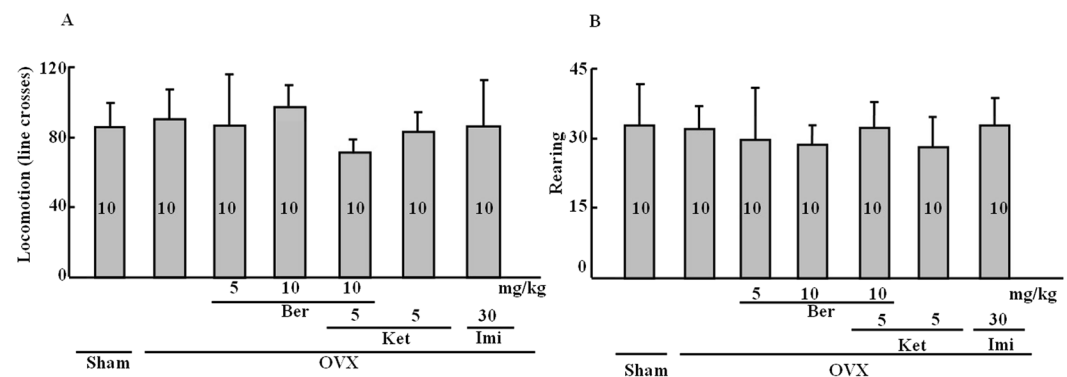 A
Locomotion (line crosses)
120
80
40
0
10 10 10 10 10 10 10
5 10 10 mg/kg
Ber
5 5 30
Ket Imi
Sham OVX
B
Rearing
45
30
15
0
10 10 10 10 10 10 10
5 10 10 mg/kg
Ber
5 5 30
Ket Imi
Sham OVX